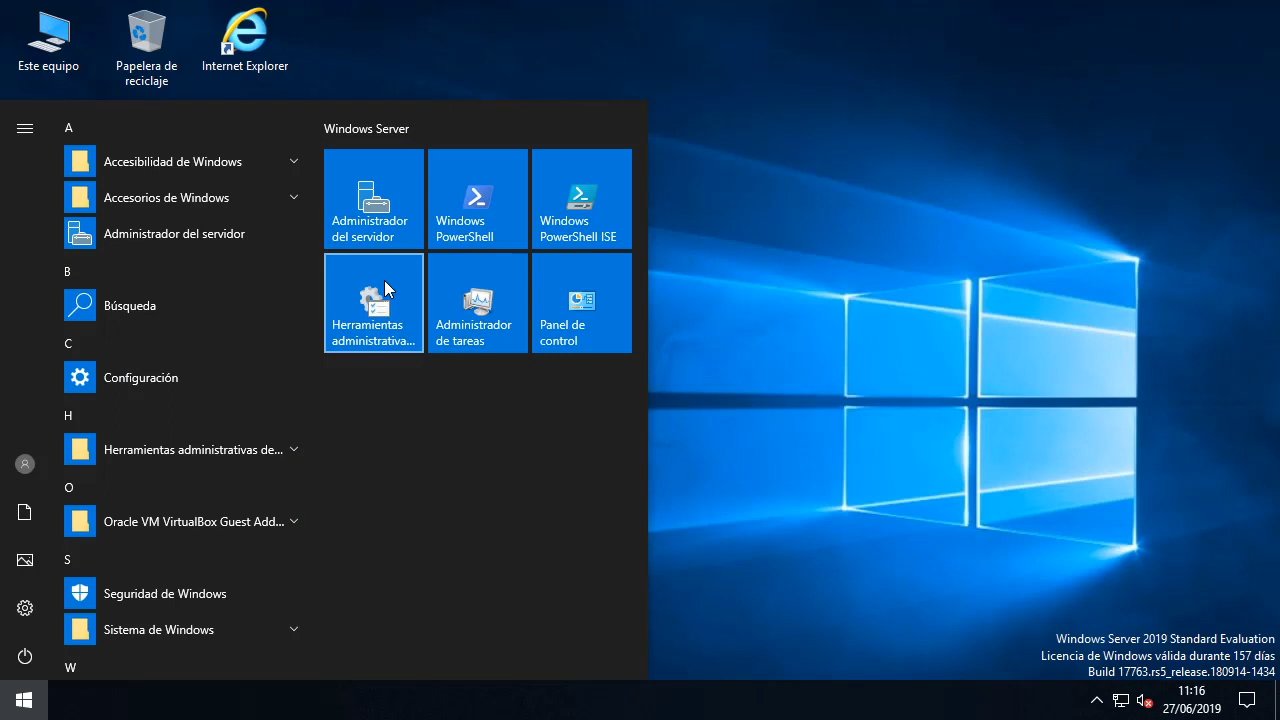 Este equipo
Papelera de
reciclaje
Internet Explorer
A
Accesibilidad de Windows
Accesorios de Windows
Administrador del servidor
B
Búsqueda
C
Configuración
H
Herramientas administrativas de...
O
Oracle VM VirtualBox Guest Add...
S
Seguridad de Windows
Sistema de Windows
W
Windows Server
Administrador
del servidor
Windows
PowerShell
Windows
PowerShell ISE
Herramientas
administrativa...
Administrador
de tareas
Panel de
control
Windows Server 2019 Standard Evaluation
Licencia de Windows válida durante 157 días
Build 17763.rs5_release.180914-1434
11:16
27/06/2019